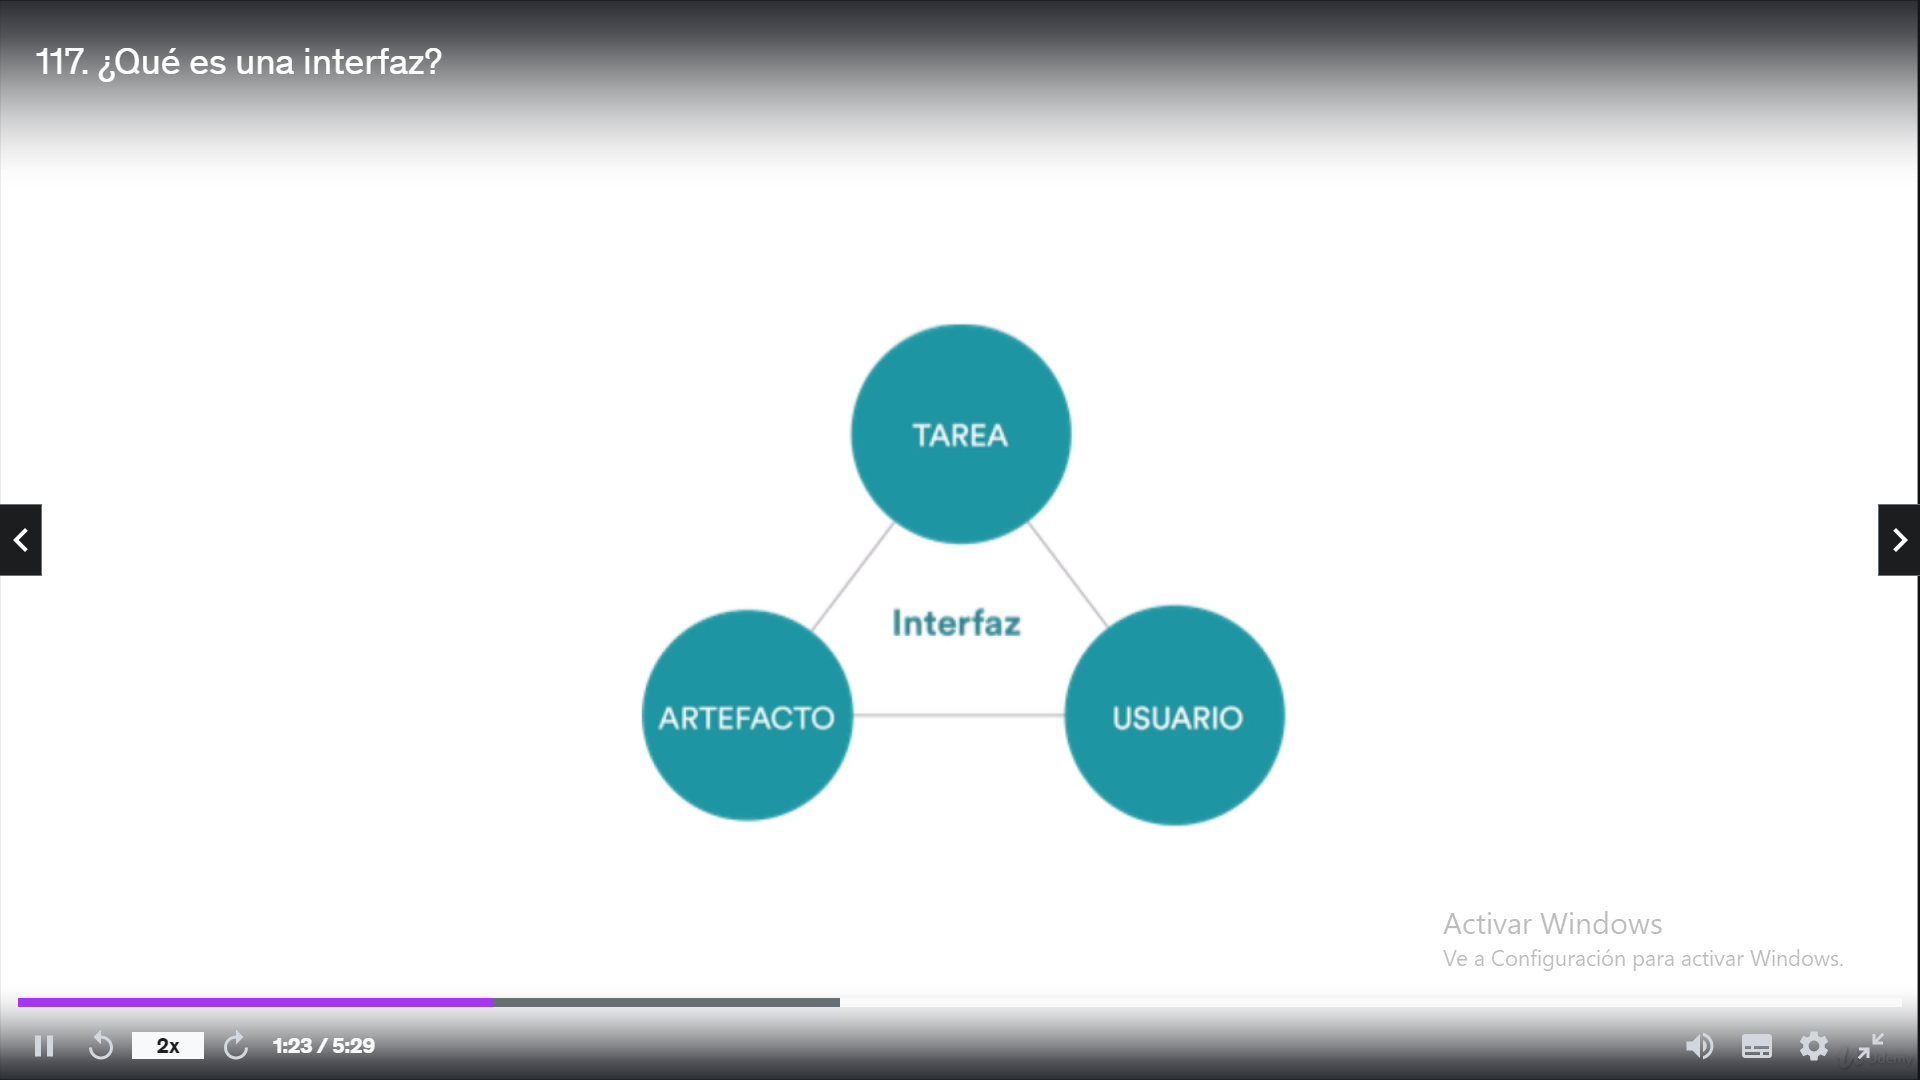 117. ¿Qué es una interfaz?
TAREA
Interfaz
ARTEFACTO
USUARIO
Activar Windows
Ve a Configuración para activar Windows.
2x
1:23 / 5:29